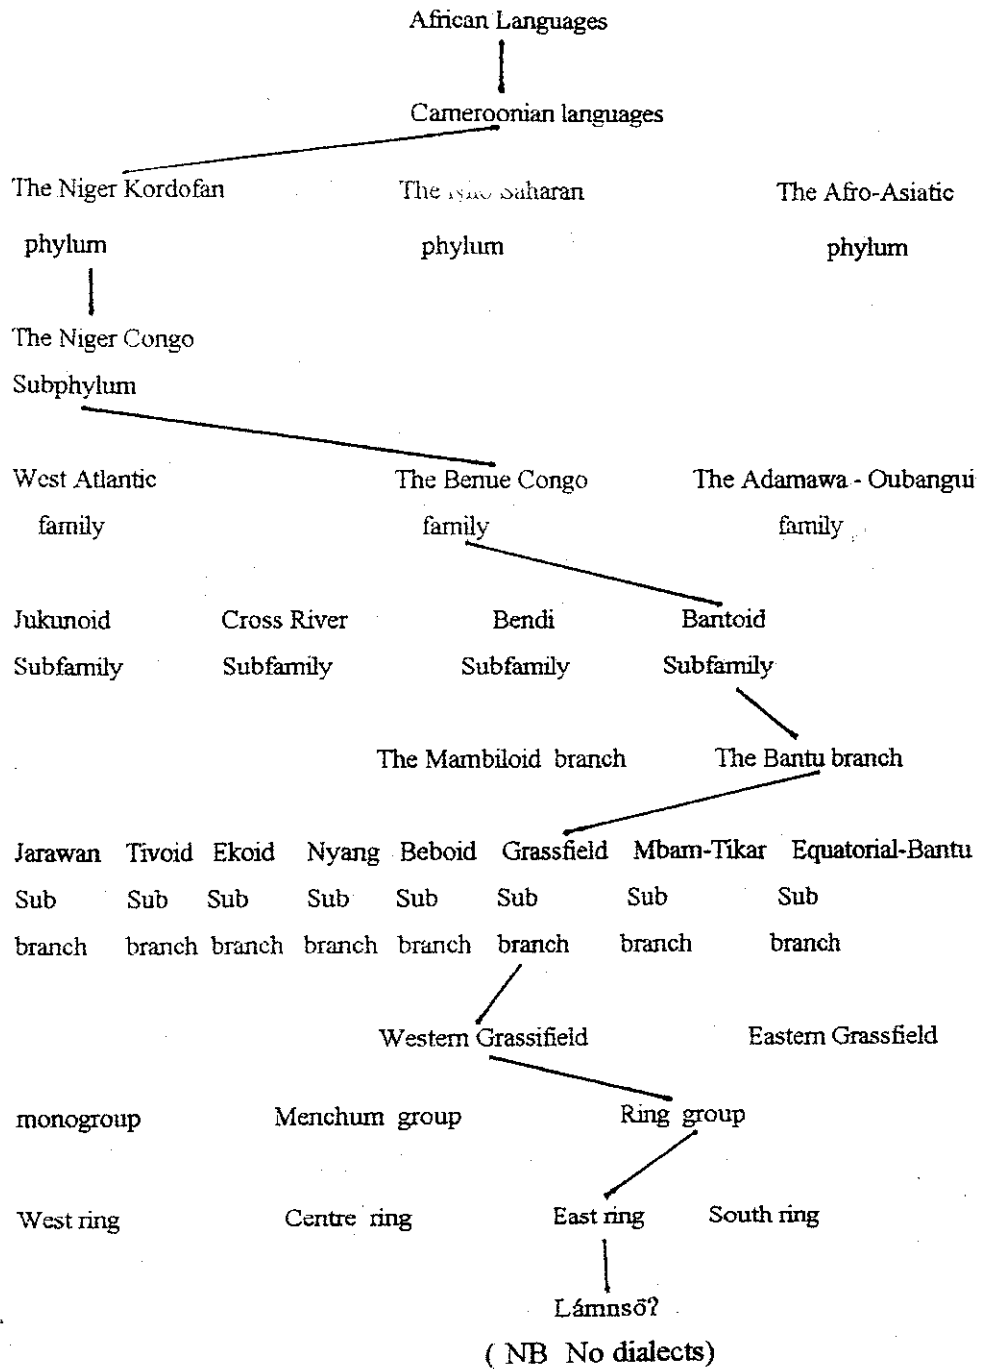 African Languages
Cameroonian languages
The Niger Kordofan The Saharan The Afro-Asiatic
phylum phylum phylum
The Niger Congo
Subphylum
West Atlantic The Benue Congo The Adamawa - Oubangui
family family family
Jukunoid Cross River Bendi Bantoid
Subfamily Subfamily Subfamily Subfamily
The Mambiloid branch The Bantu branch
Jarawan Tivoid Ekoid Nyang Beboid Grassfield Mbam-Tikar Equatorial-Bantu
Sub Sub Sub Sub Sub Sub Sub Sub
branch branch branch branch branch branch branch branch
Western Grassifield Eastern Grassfield
monogroup Menchum group Ring group
West ring Centre ring East ring South ring
Lámnső?
( NB No dialects)